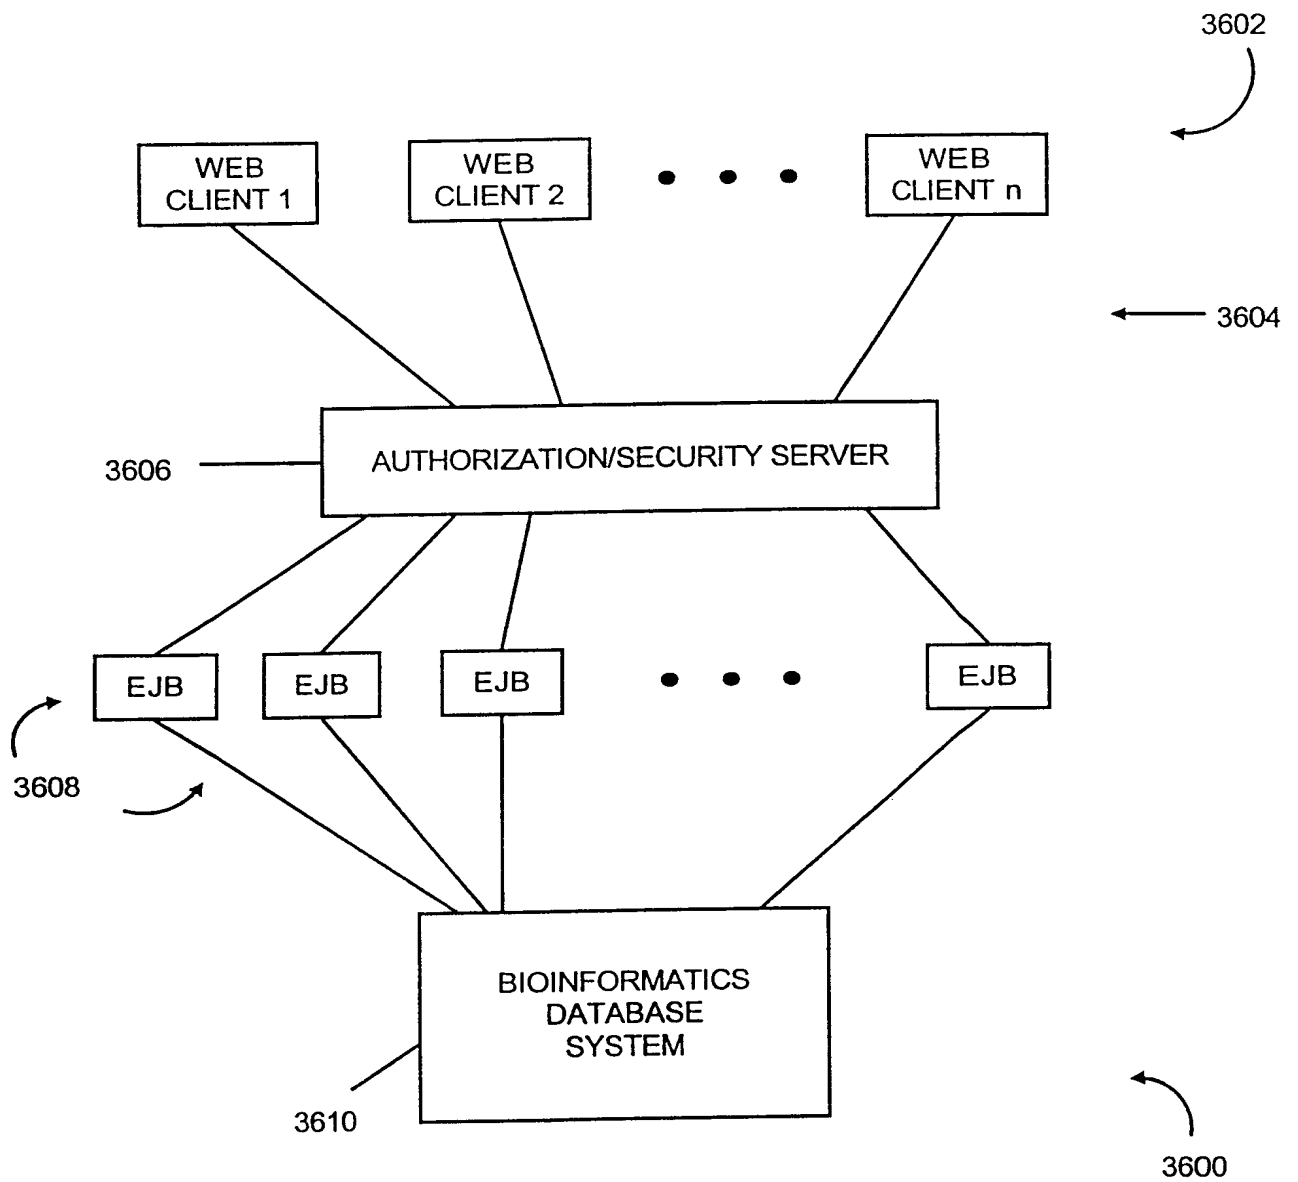 3602
WEB
CLIENT 1
WEB
CLIENT 2
WEB
CLIENT n
3604
AUTHORIZATION/SECURITY SERVER
3606
EJB
EJB
EJB
EJB
3608
BIOINFORMATICS
DATABASE
SYSTEM
3610
3600